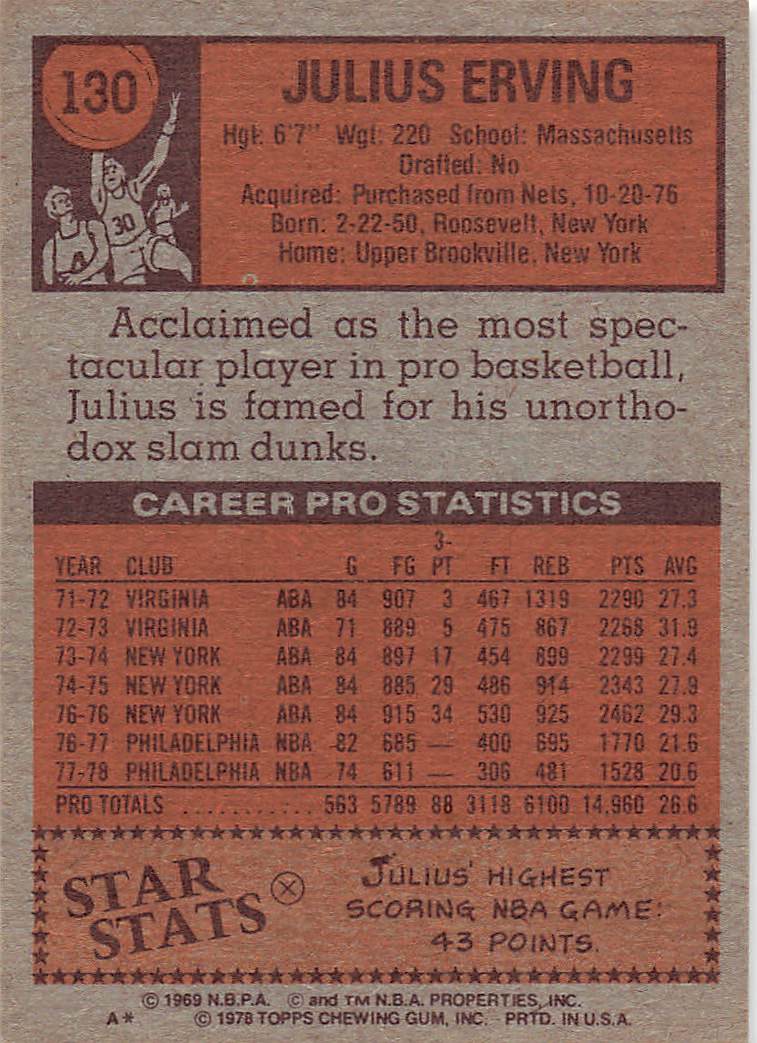 130
JULIUS ERVING
Hgt: 6'7" Wgt: 220 School: Massachusetts
Drafted: No
Acquired: Purchased from Nets, 10-20-76
Born: 2-22-50, Roosevelt, New York
Home: Upper Brookville, New York
30
Acclaimed as the most spec-
tacular player in pro basketball,
Julius is famed for his unortho-
dox slam dunks.
CAREER PRO STATISTICS
YEAR CLUB G FG 3-PT FT REB PTS AVG
71-72 VIRGINIA ABA 84 907 3 467 1319 2290 27.3
72-73 VIRGINIA ABA 71 889 5 475 867 2268 31.9
73-74 NEW YORK ABA 84 897 17 454 899 2299 27.4
74-75 NEW YORK ABA 84 885 29 486 914 2343 27.9
76-76 NEW YORK ABA 84 915 34 530 925 2462 29.3
76-77 PHILADELPHIA NBA 82 685 — 400 695 1770 21.6
77-78 PHILADELPHIA NBA 74 611 — 306 481 1528 20.6
PRO TOTALS ............ 563 5789 88 3118 6100 14,960 26.6
STAR
STATS
JULIUS' HIGHEST
SCORING NBA GAME:
43 POINTS.
© 1969 N.B.P.A. © and TM N.B.A. PROPERTIES, INC.
A* © 1978 TOPPS CHEWING GUM, INC. PRTD. IN U.S.A.